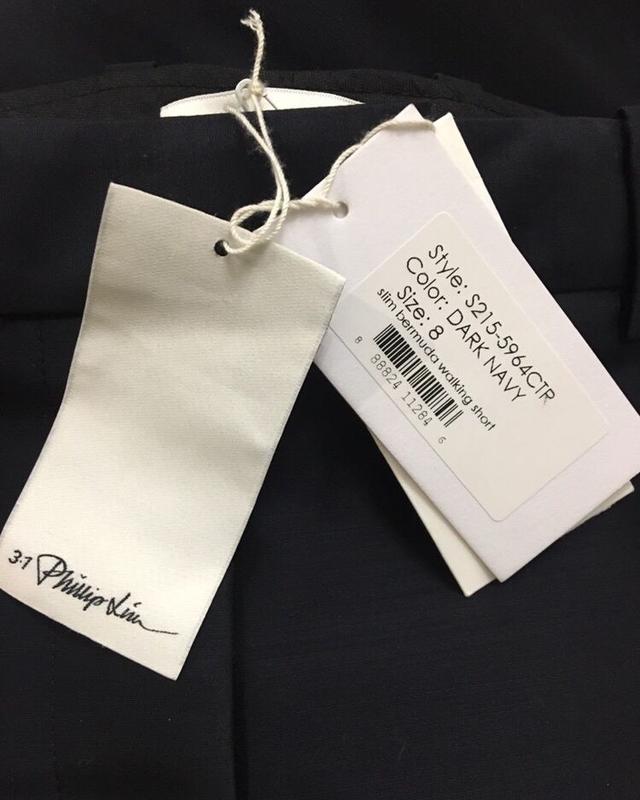 Style: S215-5964CTR
Color: DARK NAVY
Size: 8
slim bermuda walking short
8 88824 11284 6
3·1 Phillip Lim